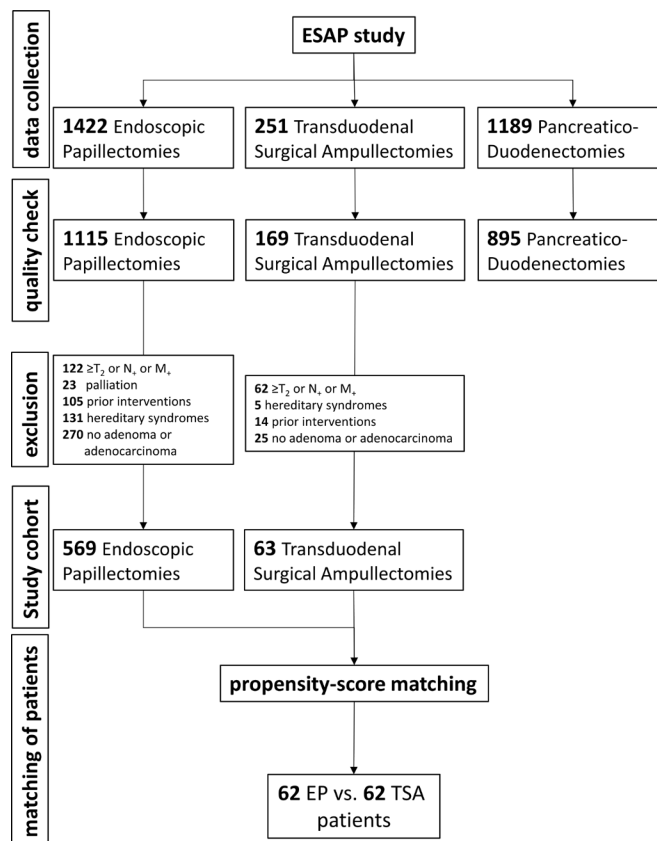 ESAP study
data collection
1422 Endoscopic
Papillectomies
251 Transduodenal
Surgical Ampullectomies
1189 Pancreatico-
Duodenectomies
quality check
1115 Endoscopic
Papillectomies
169 Transduodenal
Surgical Ampullectomies
895 Pancreatico-
Duodenectomies
exclusion
122 ≥T₂ or N₊ or M₊
23 palliation
105 prior interventions
131 hereditary syndromes
270 no adenoma or
adenocarcinoma
62 ≥T₂ or N₊ or M₊
5 hereditary syndromes
14 prior interventions
25 no adenoma or adenocarcinoma
Study cohort
569 Endoscopic
Papillectomies
63 Transduodenal
Surgical Ampullectomies
matching of patients
propensity-score matching
62 EP vs. 62 TSA
patients